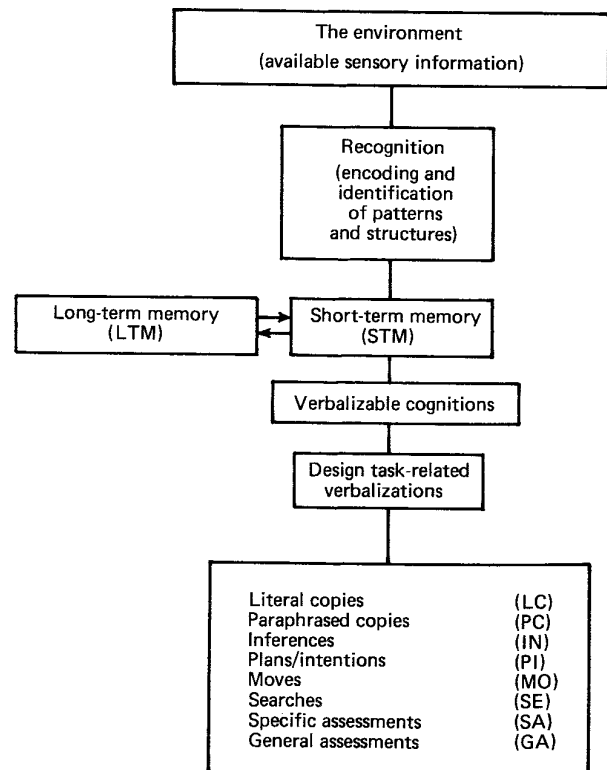 The environment
(available sensory information)
Recognition
(encoding and
identification
of patterns
and structures)
Long-term memory
(LTM)
Short-term memory
(STM)
Verbalizable cognitions
Design task-related
verbalizations
Literal copies (LC)
Paraphrased copies (PC)
Inferences (IN)
Plans/intentions (PI)
Moves (MO)
Searches (SE)
Specific assessments (SA)
General assessments (GA)